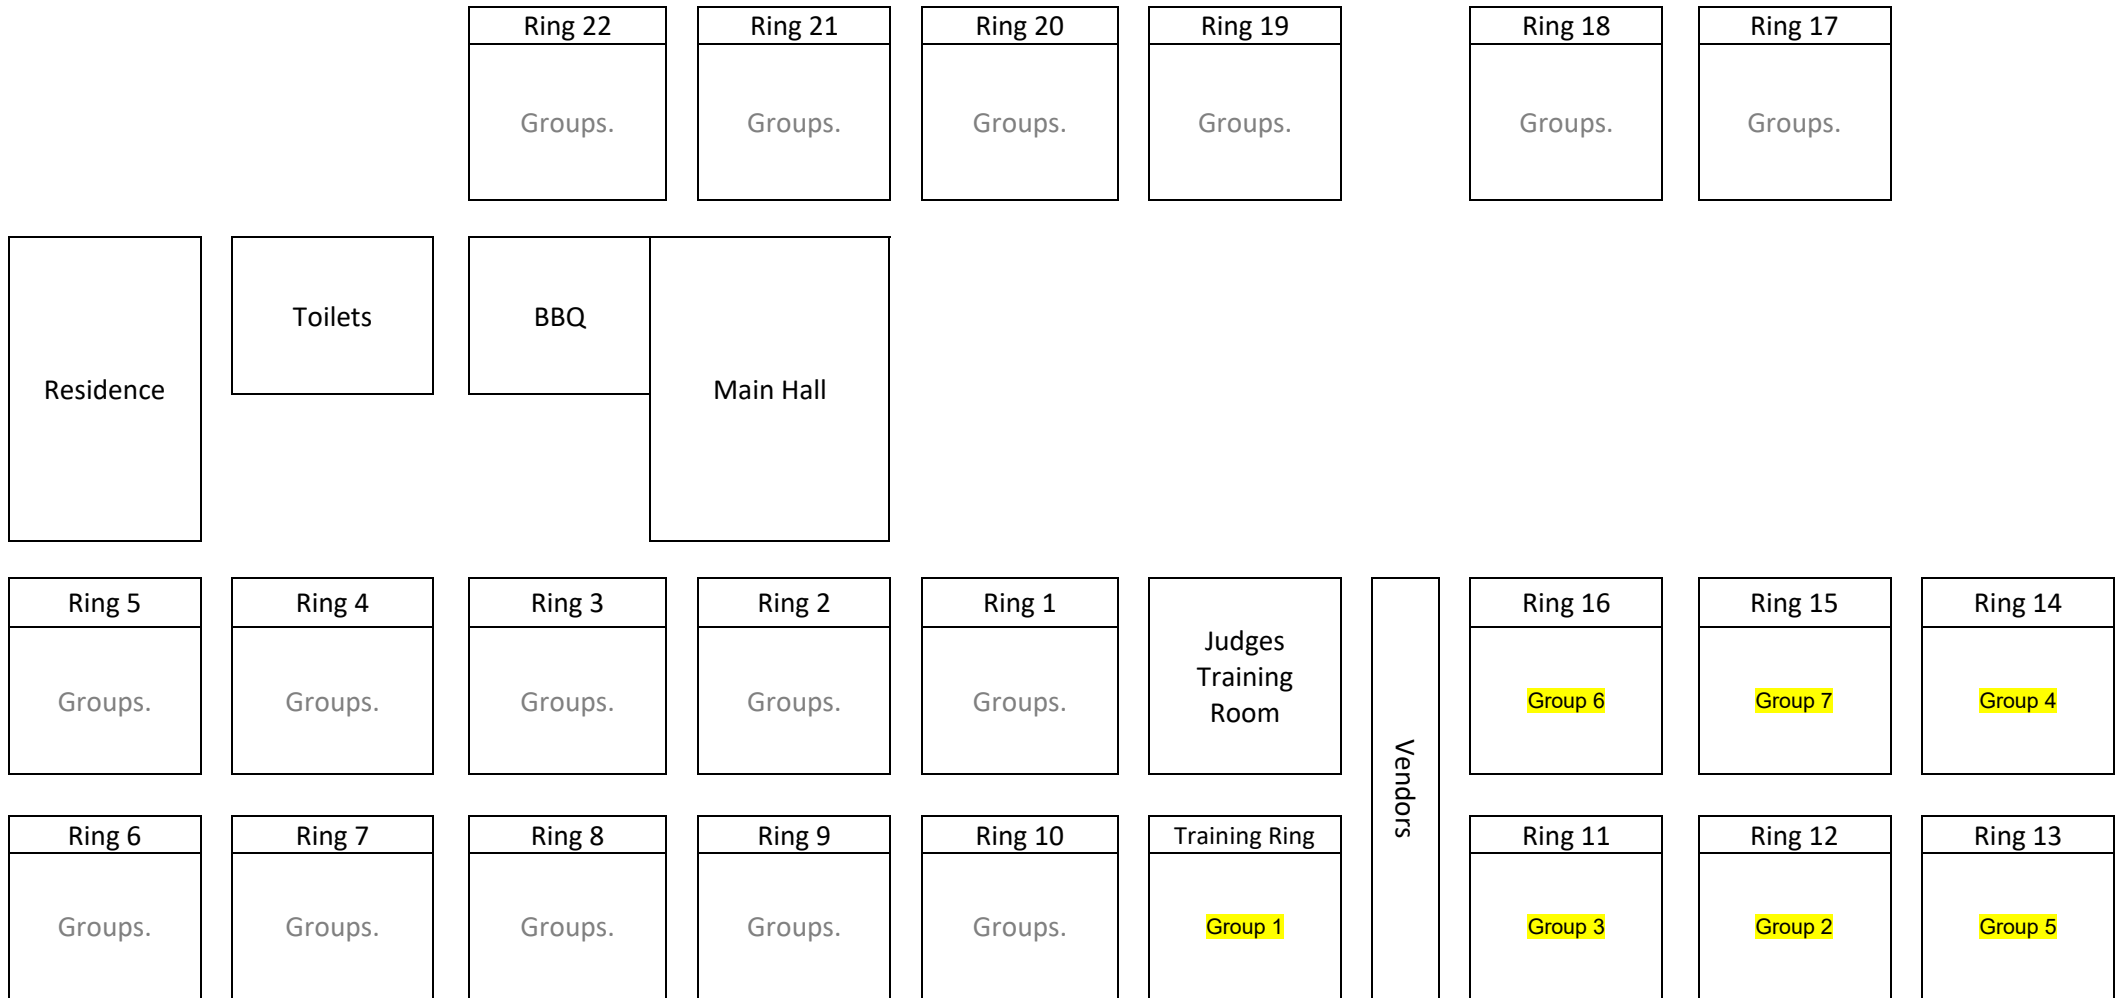 Ring 22
Ring 21
Ring 20
Ring 19
Ring 18
Ring 17
Groups.
Groups.
Groups.
Groups.
Groups.
Groups.
Residence
Toilets
BBQ
Main Hall
Ring 5
Ring 4
Ring 3
Ring 2
Ring 1
Judges
Training
Room
Vendors
Ring 16
Ring 15
Ring 14
Groups.
Groups.
Groups.
Groups.
Groups.
Group 6
Group 7
Group 4
Ring 6
Ring 7
Ring 8
Ring 9
Ring 10
Training Ring
Ring 11
Ring 12
Ring 13
Groups.
Groups.
Groups.
Groups.
Groups.
Group 1
Group 3
Group 2
Group 5